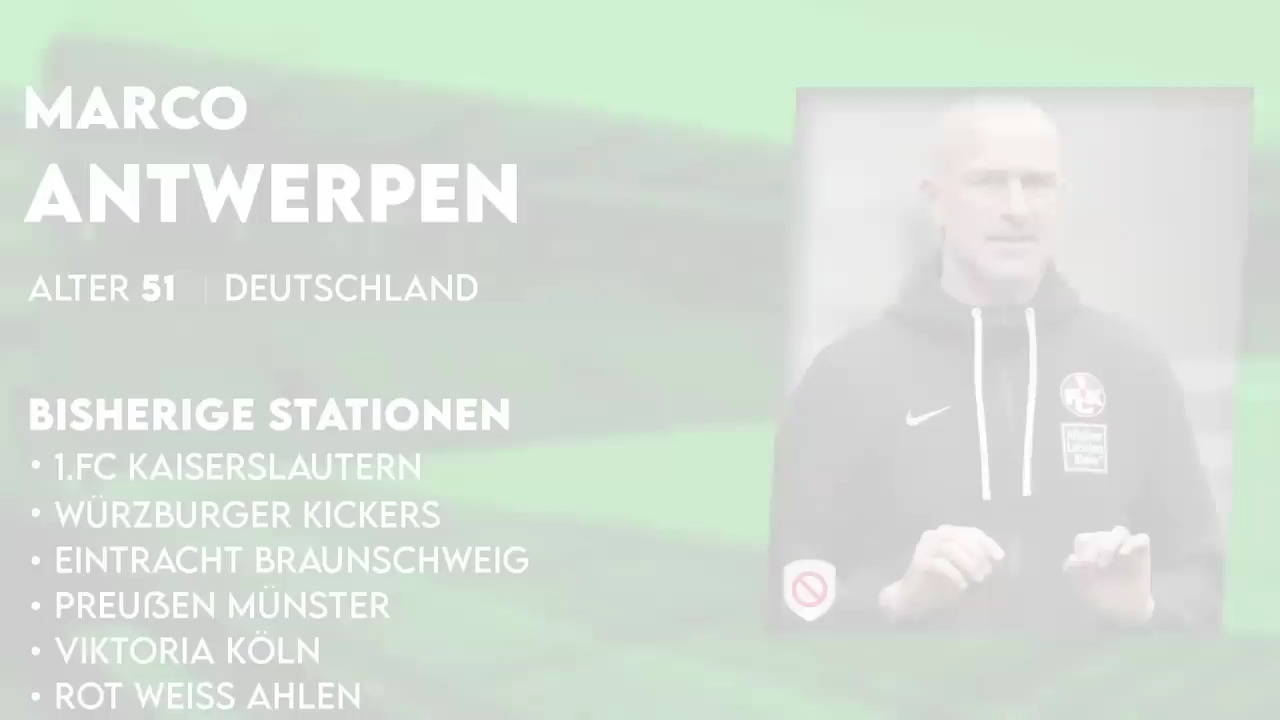 MARCO
ANTWERPEN
ALTER 51 | DEUTSCHLAND
BISHERIGE STATIONEN
• 1.FC KAISERSLAUTERN
• WÜRZBURGER KICKERS
• EINTRACHT BRAUNSCHWEIG
• PREUßEN MÜNSTER
• VIKTORIA KÖLN
• ROT WEISS AHLEN
FCK